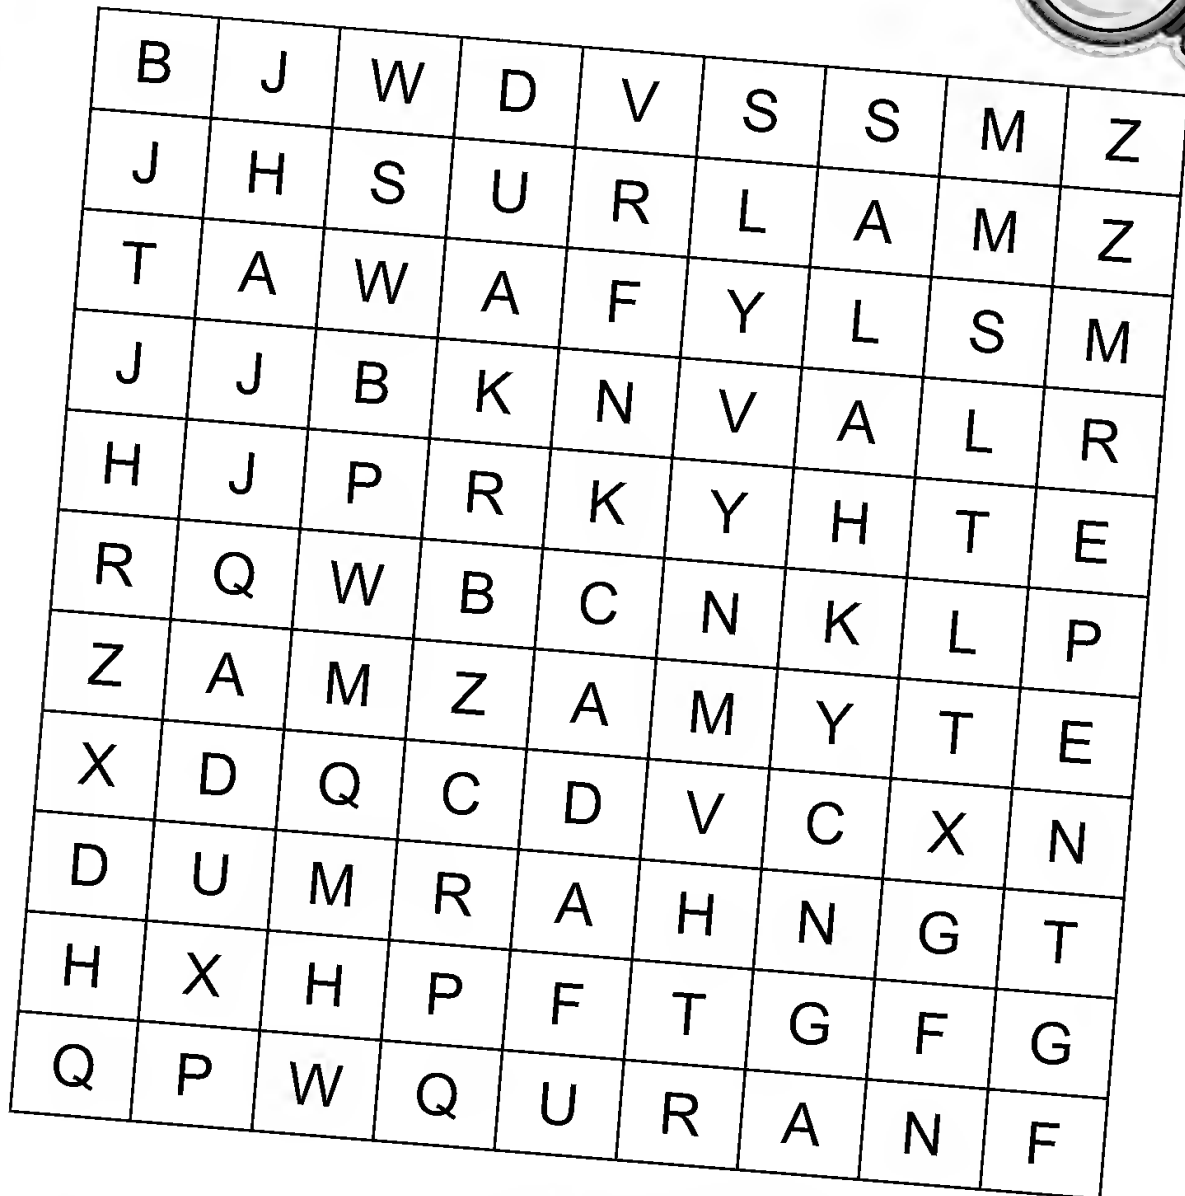 B J W D V S S M Z
J H S U R L A M Z
T A W A F Y L S M
J J B K N V A L R
H J P R K Y H T E
R Q W B C N K L P
Z A M Z A M Y T E
X D Q C D V C X N
D U M R A H N G T
H X H P F T G F G
Q P W Q U R A N F